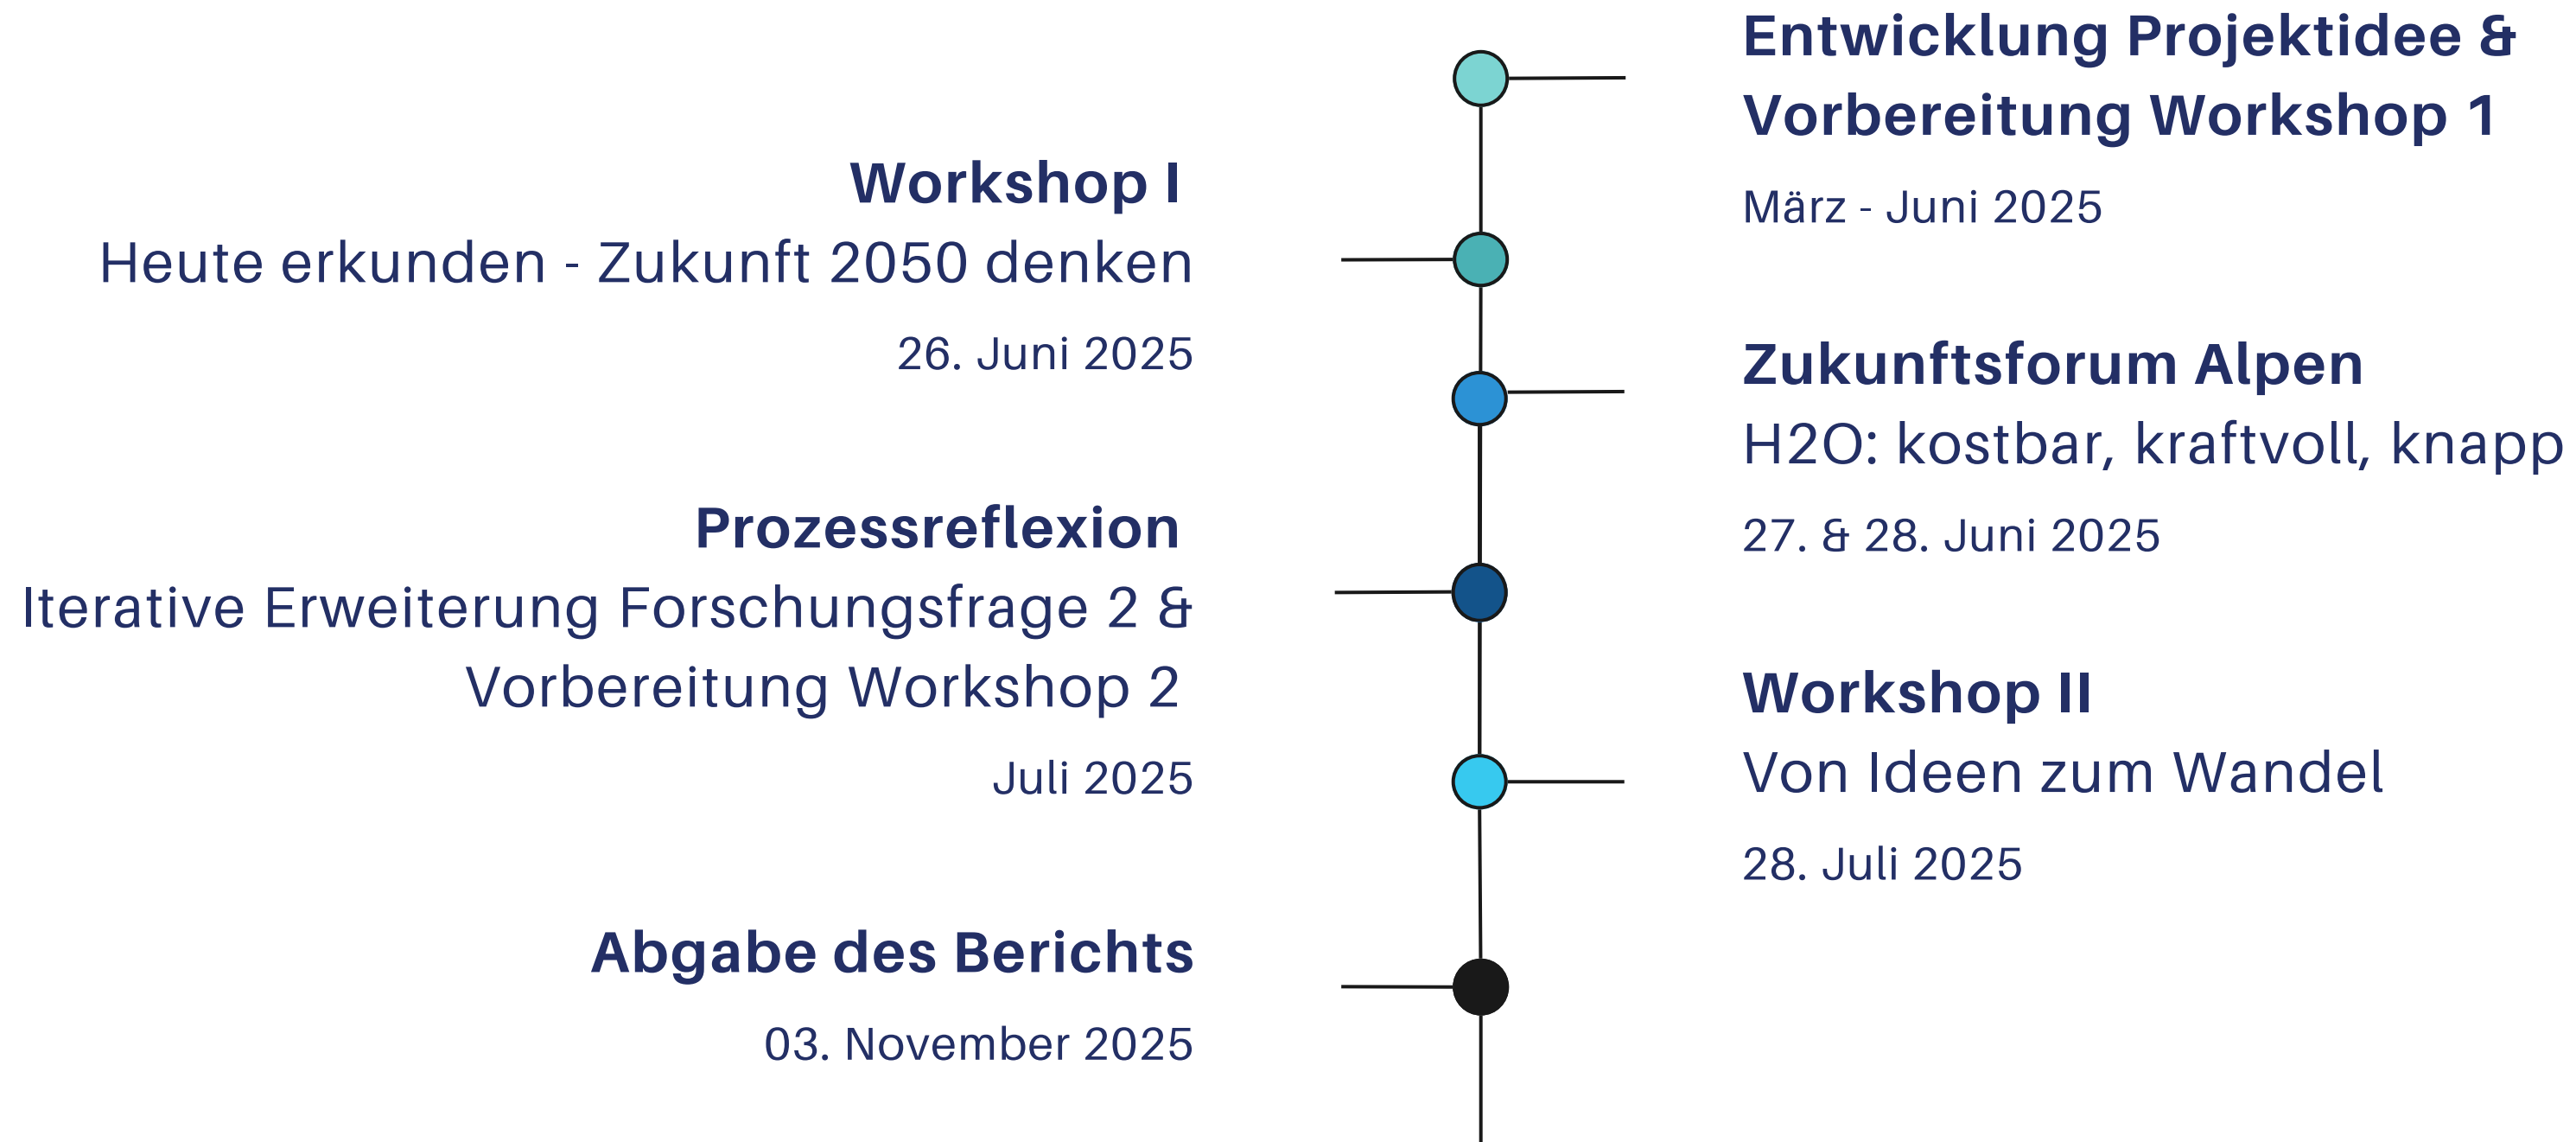 Entwicklung Projektidee &
Vorbereitung Workshop 1
März - Juni 2025
Workshop I
Heute erkunden - Zukunft 2050 denken
26. Juni 2025
Zukunftsforum Alpen
H2O: kostbar, kraftvoll, knapp
27. & 28. Juni 2025
Prozessreflexion
Iterative Erweiterung Forschungsfrage 2 &
Vorbereitung Workshop 2
Juli 2025
Workshop II
Von Ideen zum Wandel
28. Juli 2025
Abgabe des Berichts
03. November 2025